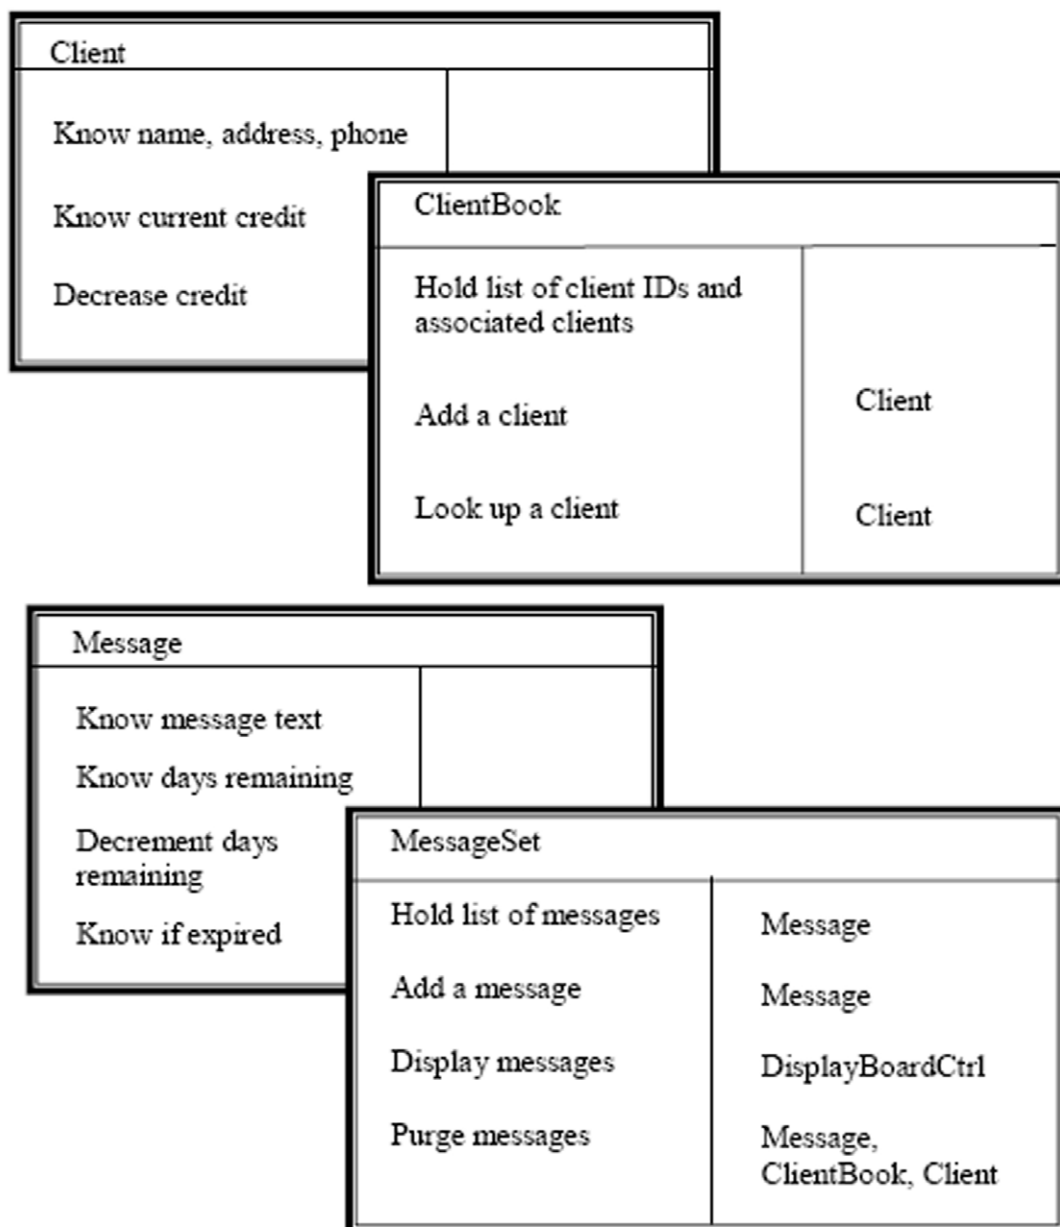 Client
Know name, address, phone
Know current credit
Decrease credit
ClientBook
Hold list of client IDs and
associated clients
Add a client
Client
Look up a client
Client
Message
Know message text
Know days remaining
Decrement days
remaining
Know if expired
MessageSet
Hold list of messages
Message
Add a message
Message
Display messages
DisplayBoardCtrl
Purge messages
Message,
ClientBook, Client